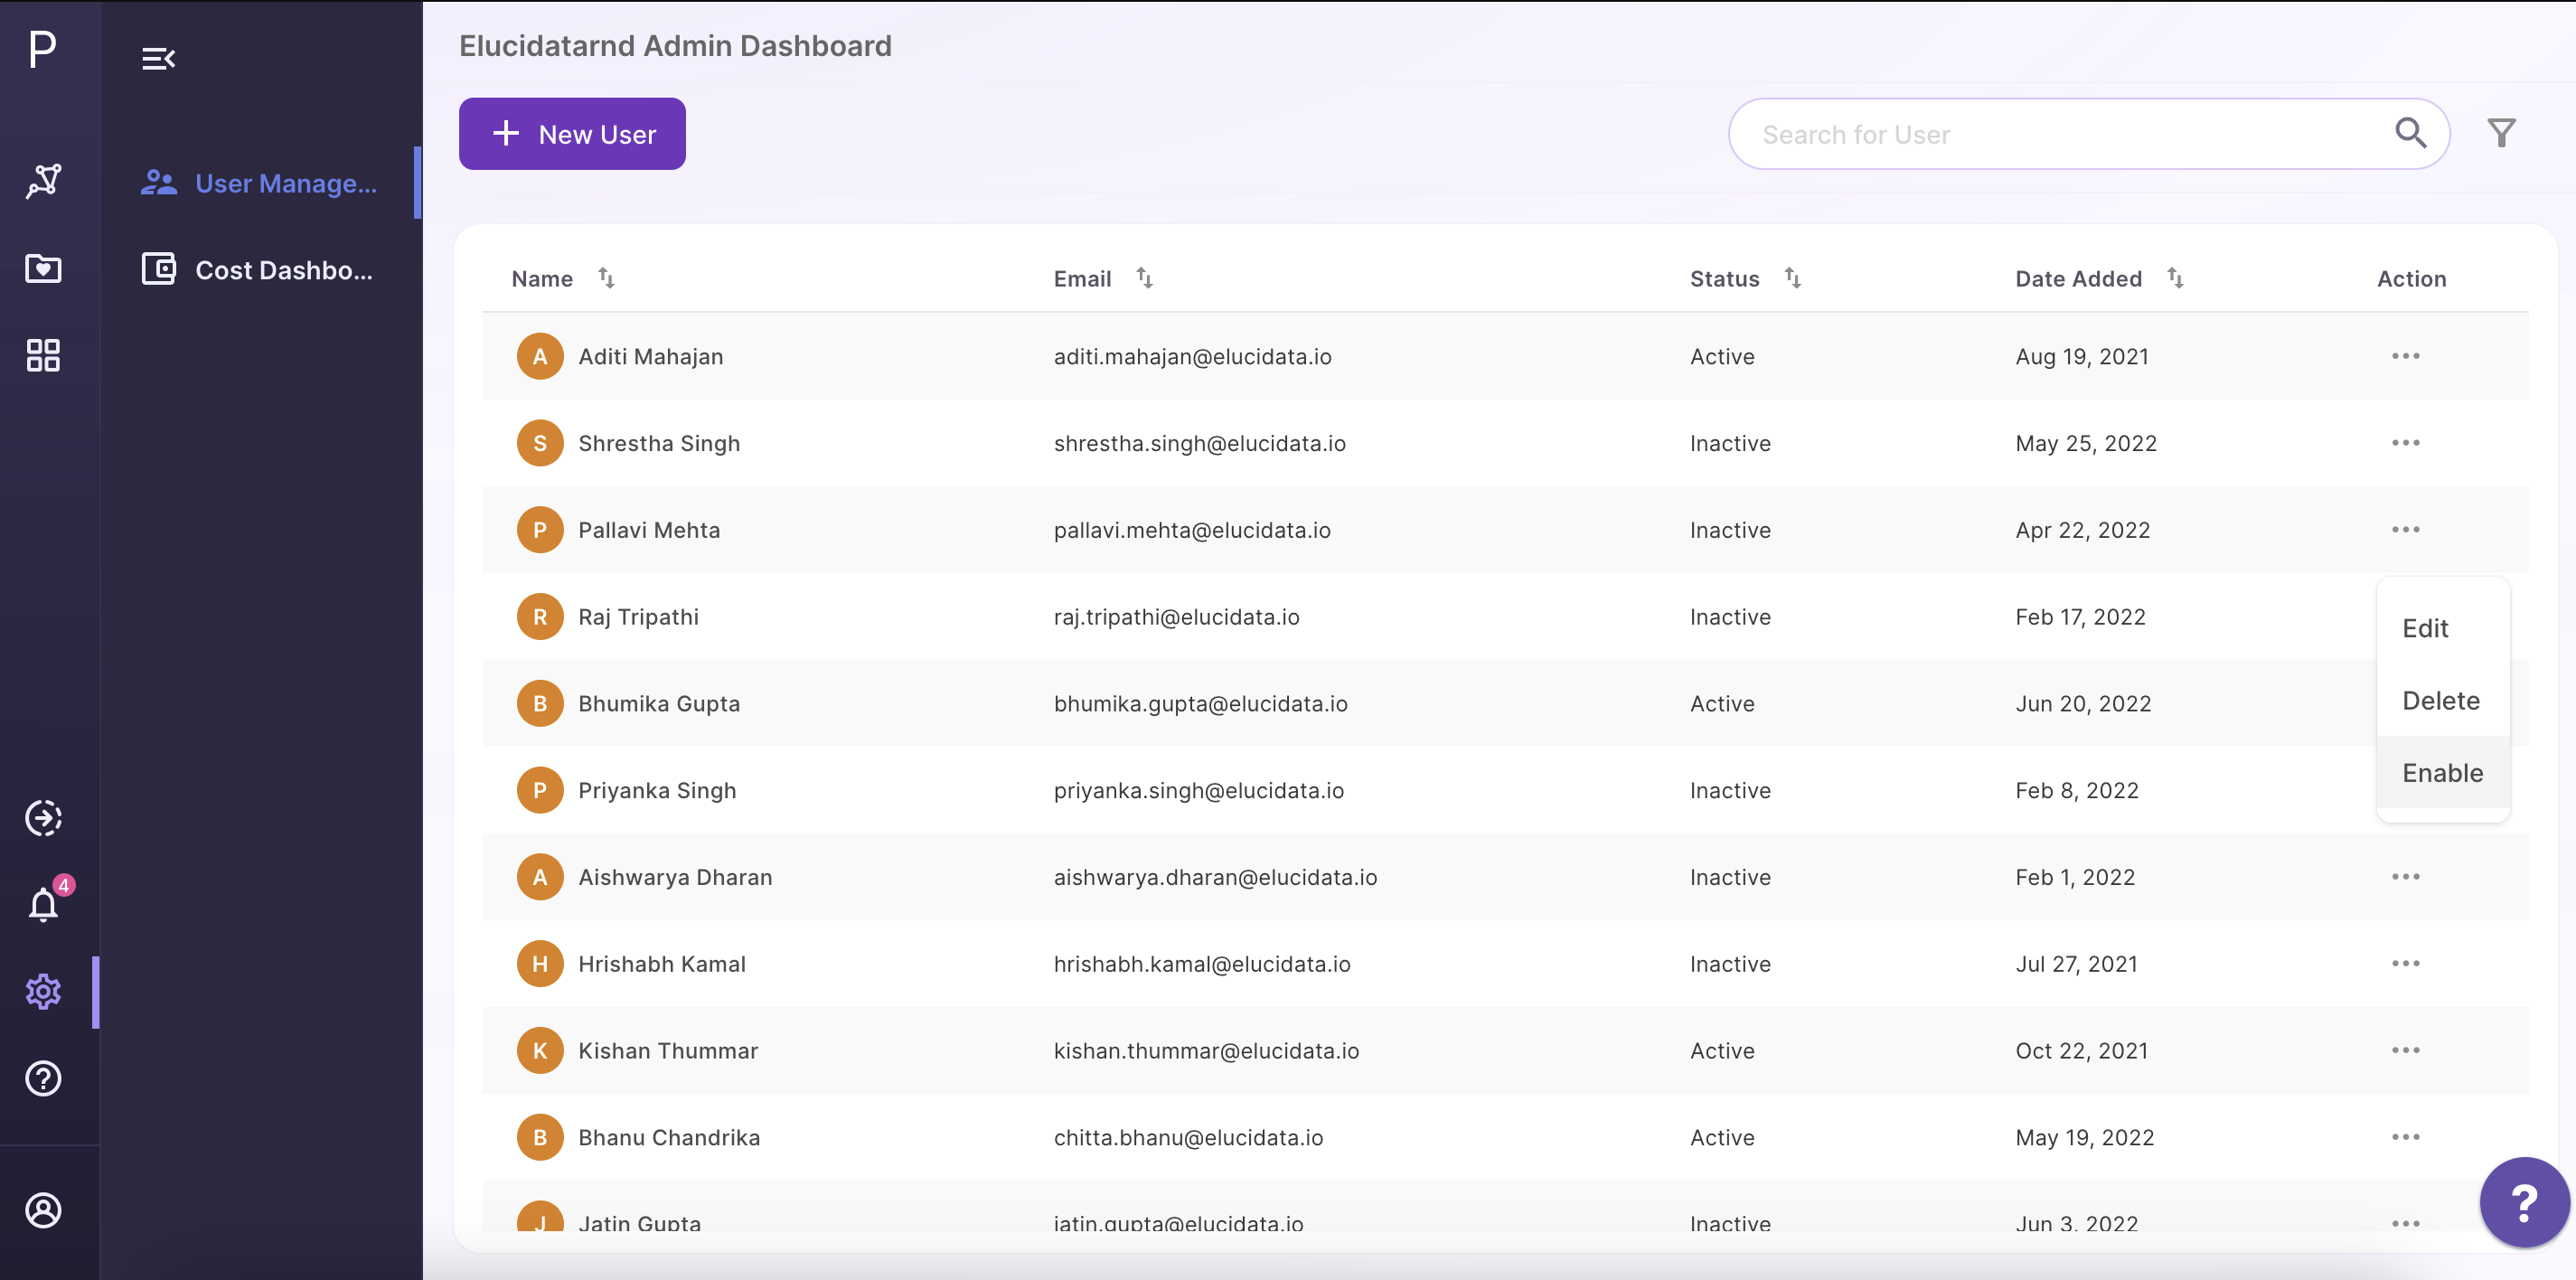 P
Elucidatarnd Admin Dashboard
New User
Search for User
User Manage...
Cost Dashbo...
Name Email Status Date Added Action
A Aditi Mahajan aditi.mahajan@elucidata.io Active Aug 19, 2021
S Shrestha Singh shrestha.singh@elucidata.io Inactive May 25, 2022
P Pallavi Mehta pallavi.mehta@elucidata.io Inactive Apr 22, 2022
R Raj Tripathi raj.tripathi@elucidata.io Inactive Feb 17, 2022
Edit
B Bhumika Gupta bhumika.gupta@elucidata.io Active Jun 20, 2022
Delete
P Priyanka Singh priyanka.singh@elucidata.io Inactive Feb 8, 2022
Enable
A Aishwarya Dharan aishwarya.dharan@elucidata.io Inactive Feb 1, 2022
4
H Hrishabh Kamal hrishabh.kamal@elucidata.io Inactive Jul 27, 2021
K Kishan Thummar kishan.thummar@elucidata.io Active Oct 22, 2021
B Bhanu Chandrika chitta.bhanu@elucidata.io Active May 19, 2022
J Jatin Gupta jatin.gupta@elucidata.io Inactive Jun 3, 2022
?